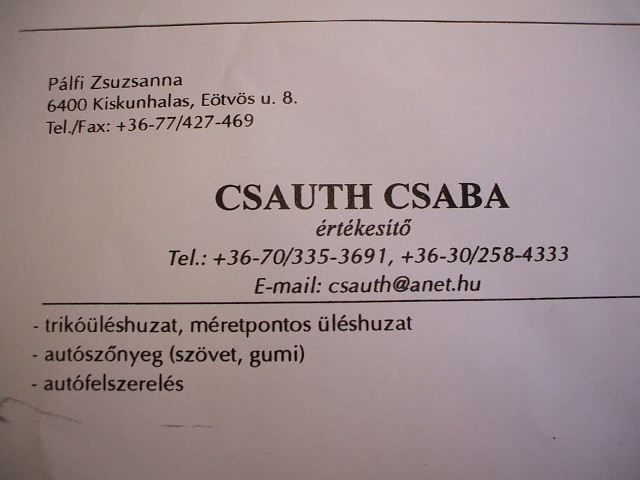 Pálfi Zsuzsanna
6400 Kiskunhalas, Eötvös u. 8.
Tel./Fax: +36-77/427-469
CSAUTH CSABA
értékesítő
Tel.: +36-70/335-3691, +36-30/258-4333
E-mail: csauth@anet.hu
- trikóüléshuzat, méretpontos üléshuzat
- autószőnyeg (szövet, gumi)
- autófelszerelés